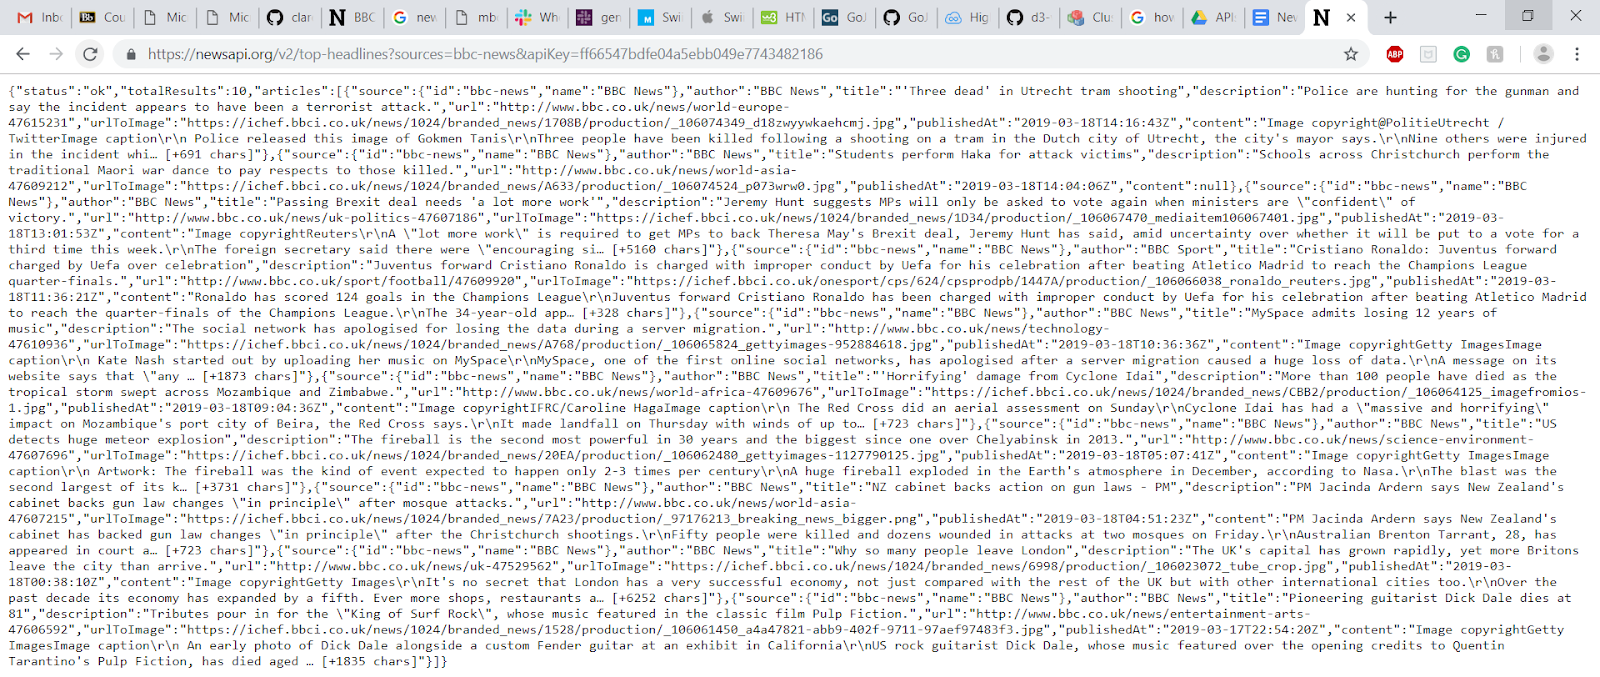 Inb
Cou
Mic
Mic
clar
BBC
nev
mbc
Whe
gen
Swi
Swi
HTM
GoJ
GoJ
Hig
d3-
Clus
how
APIs
New
https://newsapi.org/v2/top-headlines?sources=bbc-news&apiKey=ff66547bdfe04a5ebb049e7743482186
{"status":"ok","totalResults":10,"articles":[{"source":{"id":"bbc-news","name":"BBC News"},"author":"BBC News","title":"'Three dead' in Utrecht tram shooting","description":"Police are hunting for the gunman and
say the incident appears to have been a terrorist attack.","url":"http://www.bbc.co.uk/news/world-europe-
47615231","urlToImage":"https://ichef.bbci.co.uk/news/1024/branded_news/1708B/production/_106074349_d18zwyywkaehcmj.jpg","publishedAt":"2019-03-18T14:16:43Z","content":"Image copyright@PolitieUtrecht /
TwitterImage caption\r\n Police released this image of Gokmen Tanis\r\nThree people have been killed following a shooting on a tram in the Dutch city of Utrecht, the city's mayor says.\r\nNine others were injured
in the incident whi… [+691 chars]"},{"source":{"id":"bbc-news","name":"BBC News"},"author":"BBC News","title":"Students perform Haka for attack victims","description":"Schools across Christchurch perform the
traditional Maori war dance to pay respects to those killed.","url":"http://www.bbc.co.uk/news/world-asia-
47609212","urlToImage":"https://ichef.bbci.co.uk/news/1024/branded_news/A633/production/_106074524_p073wrw0.jpg","publishedAt":"2019-03-18T14:04:06Z","content":null},{"source":{"id":"bbc-news","name":"BBC
News"},"author":"BBC News","title":"Passing Brexit deal needs 'a lot more work'","description":"Jeremy Hunt suggests MPs will only be asked to vote again when ministers are \"confident\" of
victory.","url":"http://www.bbc.co.uk/news/uk-politics-47607186","urlToImage":"https://ichef.bbci.co.uk/news/1024/branded_news/1D34/production/_106067470_mediaitem106067401.jpg","publishedAt":"2019-03-
18T13:01:53Z","content":"Image copyrightReuters\r\nA \"lot more work\" is required to get MPs to back Theresa May's Brexit deal, Jeremy Hunt has said, amid uncertainty over whether it will be put to a vote for a
third time this week.\r\nThe foreign secretary said there were \"encouraging si… [+5160 chars]"},{"source":{"id":"bbc-news","name":"BBC News"},"author":"BBC Sport","title":"Cristiano Ronaldo: Juventus forward
charged by Uefa over celebration","description":"Juventus forward Cristiano Ronaldo is charged with improper conduct by Uefa for his celebration after beating Atletico Madrid to reach the Champions League
quarter-finals.","url":"http://www.bbc.co.uk/sport/football/47609920","urlToImage":"https://ichef.bbci.co.uk/onesport/cps/624/cpsprodpb/1447A/production/_106066038_ronaldo_reuters.jpg","publishedAt":"2019-03-
18T11:36:21Z","content":"Ronaldo has scored 124 goals in the Champions League\r\nJuventus forward Cristiano Ronaldo has been charged with improper conduct by Uefa for his celebration after beating Atletico Madrid
to reach the quarter-finals of the Champions League.\r\nThe 34-year-old app… [+328 chars]"},{"source":{"id":"bbc-news","name":"BBC News"},"author":"BBC News","title":"MySpace admits losing 12 years of
music","description":"The social network has apologised for losing the data during a server migration.","url":"http://www.bbc.co.uk/news/technology-
47610936","urlToImage":"https://ichef.bbci.co.uk/news/1024/branded_news/A768/production/_106065824_gettyimages-952884618.jpg","publishedAt":"2019-03-18T10:36:36Z","content":"Image copyrightGetty ImagesImage
caption\r\n Kate Nash started out by uploading her music on MySpace\r\nMySpace, one of the first online social networks, has apologised after a server migration caused a huge loss of data.\r\nA message on its
website says that \"any … [+1873 chars]"},{"source":{"id":"bbc-news","name":"BBC News"},"author":"BBC News","title":"'Horrifying' damage from Cyclone Idai","description":"More than 100 people have died as the
tropical storm swept across Mozambique and Zimbabwe.","url":"http://www.bbc.co.uk/news/world-africa-47609676","urlToImage":"https://ichef.bbci.co.uk/news/1024/branded_news/CBB2/production/_106064125_imagefromios-
1.jpg","publishedAt":"2019-03-18T09:04:36Z","content":"Image copyrightIFRC/Caroline HagaImage caption\r\n The Red Cross did an aerial assessment on Sunday\r\nCyclone Idai has had a \"massive and horrifying\"
impact on Mozambique's port city of Beira, the Red Cross says.\r\nIt made landfall on Thursday with winds of up to… [+723 chars]"},{"source":{"id":"bbc-news","name":"BBC News"},"author":"BBC News","title":"US
detects huge meteor explosion","description":"The fireball is the second most powerful in 30 years and the biggest since one over Chelyabinsk in 2013.","url":"http://www.bbc.co.uk/news/science-environment-
47607696","urlToImage":"https://ichef.bbci.co.uk/news/1024/branded_news/20EA/production/_106062480_gettyimages-1127790125.jpg","publishedAt":"2019-03-18T05:07:41Z","content":"Image copyrightGetty ImagesImage
caption\r\n Artwork: The fireball was the kind of event expected to happen only 2-3 times per century\r\nA huge fireball exploded in the Earth's atmosphere in December, according to Nasa.\r\nThe blast was the
second largest of its k… [+3731 chars]"},{"source":{"id":"bbc-news","name":"BBC News"},"author":"BBC News","title":"NZ cabinet backs action on gun laws - PM","description":"PM Jacinda Ardern says New Zealand's
cabinet backs gun law changes \"in principle\" after mosque attacks.","url":"http://www.bbc.co.uk/news/world-asia-
47607215","urlToImage":"https://ichef.bbci.co.uk/news/1024/branded_news/7A23/production/_97176213_breaking_news_bigger.png","publishedAt":"2019-03-18T04:51:23Z","content":"PM Jacinda Ardern says New Zealand's
cabinet has backed gun law changes \"in principle\" after the Christchurch shootings.\r\nFifty people were killed and dozens wounded in attacks at two mosques on Friday.\r\nAustralian Brenton Tarrant, 28, has
appeared in court a… [+723 chars]"},{"source":{"id":"bbc-news","name":"BBC News"},"author":"BBC News","title":"Why so many people leave London","description":"The UK's capital has grown rapidly, yet more Britons
leave the city than arrive.","url":"http://www.bbc.co.uk/news/uk-47529562","urlToImage":"https://ichef.bbci.co.uk/news/1024/branded_news/6998/production/_106023072_tube_crop.jpg","publishedAt":"2019-03-
18T00:38:10Z","content":"Image copyrightGetty Images\r\nIt's no secret that London has a very successful economy, not just compared with the rest of the UK but with other international cities too.\r\nOver the
past decade its economy has expanded by a fifth. Ever more shops, restaurants a… [+6252 chars]"},{"source":{"id":"bbc-news","name":"BBC News"},"author":"BBC News","title":"Pioneering guitarist Dick Dale dies at
81","description":"Tributes pour in for the \"King of Surf Rock\", whose music featured in the classic film Pulp Fiction.","url":"http://www.bbc.co.uk/news/entertainment-arts-
47606592","urlToImage":"https://ichef.bbci.co.uk/news/1024/branded_news/1528/production/_106061450_a4a47821-abb9-402f-9711-97aef97483f3.jpg","publishedAt":"2019-03-17T22:54:20Z","content":"Image copyrightGetty
ImagesImage caption\r\n An early photo of Dick Dale alongside a custom Fender guitar at an exhibit in California\r\nUS rock guitarist Dick Dale, whose music featured over the opening credits to Quentin
Tarantino's Pulp Fiction, has died aged … [+1835 chars]"}]}